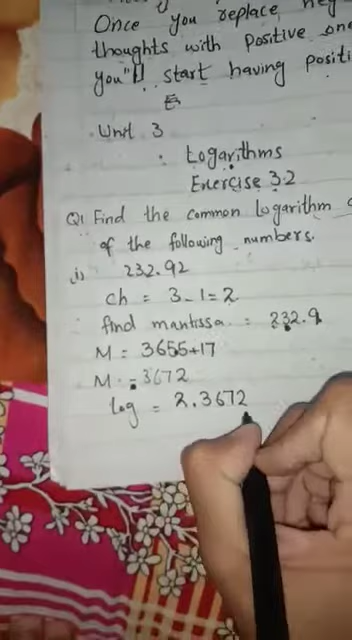 Once you replace neg
thoughts with positive one
you'll start having positi
Unit 3
Logarithms
Exercise 3.2
Q1 Find the common logarithm
of the following numbers.
i) 232.92
ch = 3-1=2
find mantissa = 232.9
M = 3655+17
M = 3672
log = 2.3672